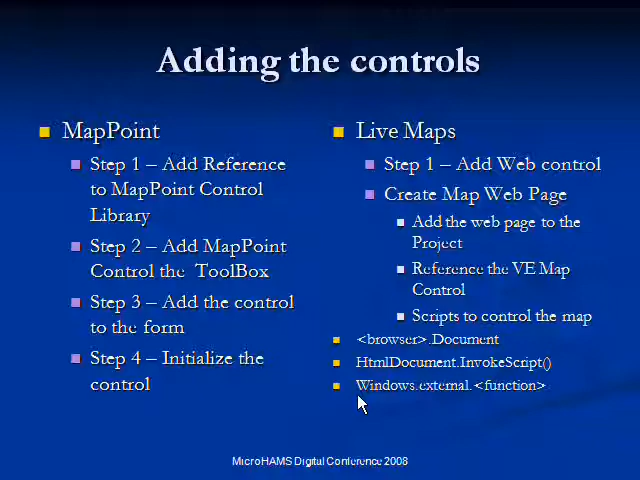 Adding the controls
MapPoint
Step 1 – Add Reference
to MapPoint Control
Library
Step 2 – Add MapPoint
Control the ToolBox
Step 3 – Add the control
to the form
Step 4 – Initialize the
control
Live Maps
Step 1 – Add Web control
Create Map Web Page
Add the web page to the
Project
Reference the VE Map
Control
Scripts to control the map
<browser>.Document
HtmlDocument.InvokeScript()
Windows.external.<function>
MicroHAMS Digital Conference 2008